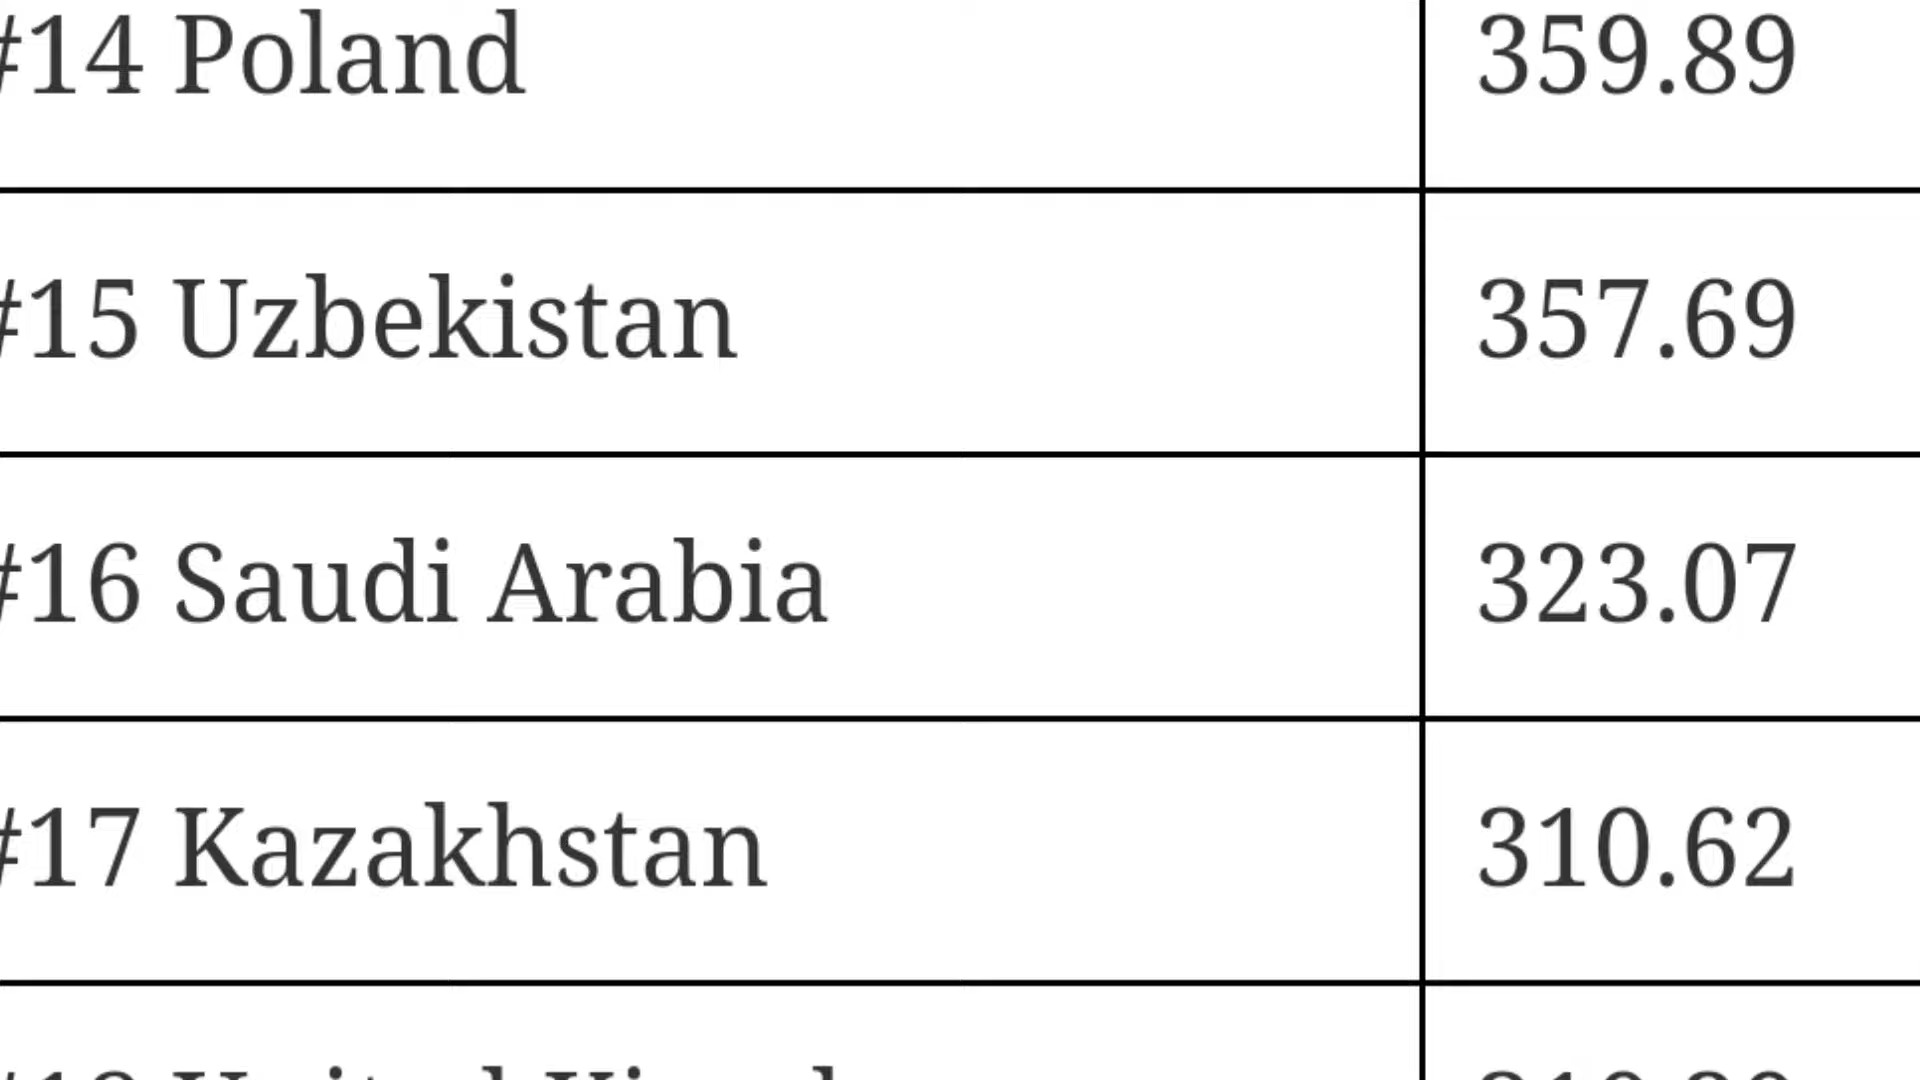 #14 Poland 359.89
#15 Uzbekistan 357.69
#16 Saudi Arabia 323.07
#17 Kazakhstan 310.62